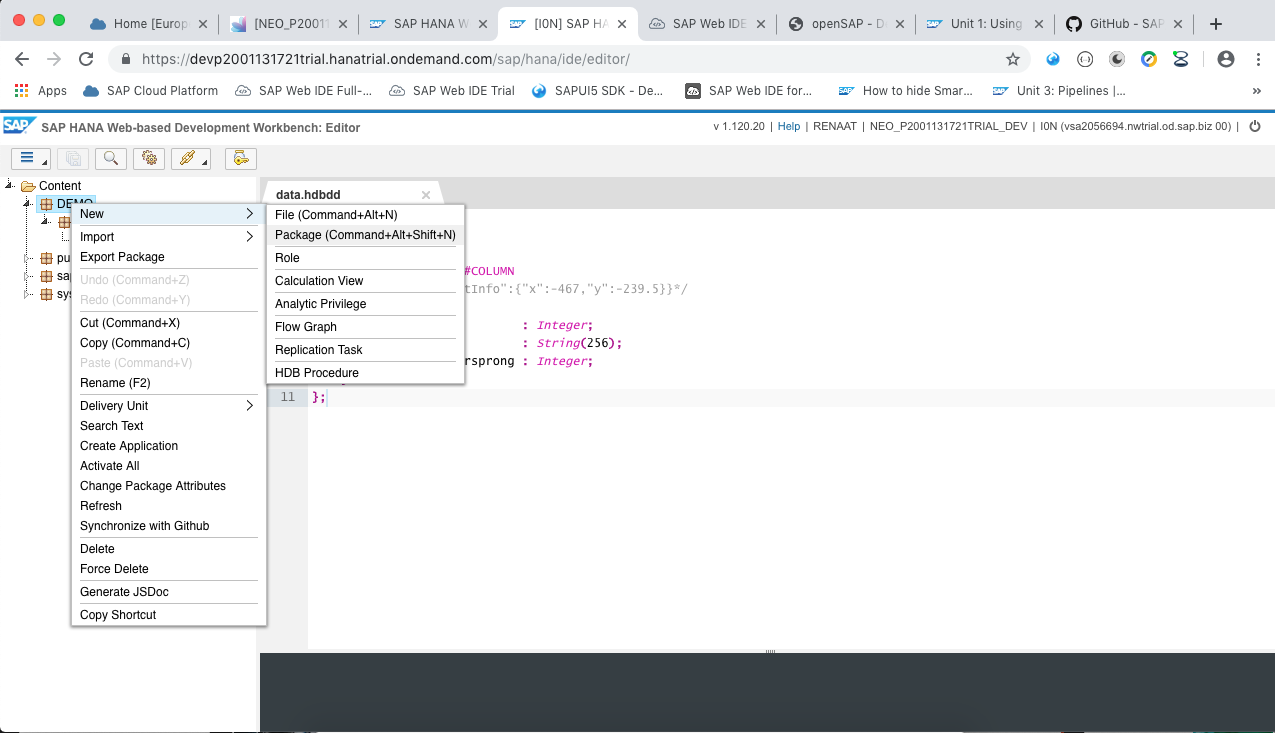 Home [Europ
[NEO_P20011
SAP HANA W
[I0N] SAP HA
SAP Web IDE
openSAP - D
Unit 1: Using
GitHub - SAP
https://devp2001131721trial.hanatrial.ondemand.com/sap/hana/ide/editor/
Apps
SAP Cloud Platform
SAP Web IDE Full-...
SAP Web IDE Trial
SAPUI5 SDK - De...
SAP Web IDE for...
How to hide Smar...
Unit 3: Pipelines |...
»
SAP SAP HANA Web-based Development Workbench: Editor
v 1.120.20 | Help | RENAAT | NEO_P2001131721TRIAL_DEV | I0N (vsa2056694.nwtrial.od.sap.biz 00) |
Content
DEMO
pu
sa
sys
New
Import
Export Package
Undo (Command+Z)
Redo (Command+Y)
Cut (Command+X)
Copy (Command+C)
Paste (Command+V)
Rename (F2)
Delivery Unit
Search Text
Create Application
Activate All
Change Package Attributes
Refresh
Synchronize with Github
Delete
Force Delete
Generate JSDoc
Copy Shortcut
File (Command+Alt+N)
Package (Command+Alt+Shift+N)
Role
Calculation View
Analytic Privilege
Flow Graph
Replication Task
HDB Procedure
data.hdbdd
#COLUMN
tInfo":{"x":-467,"y":-239.5}}*/
: Integer;
: String(256);
rsprong : Integer;
11 };